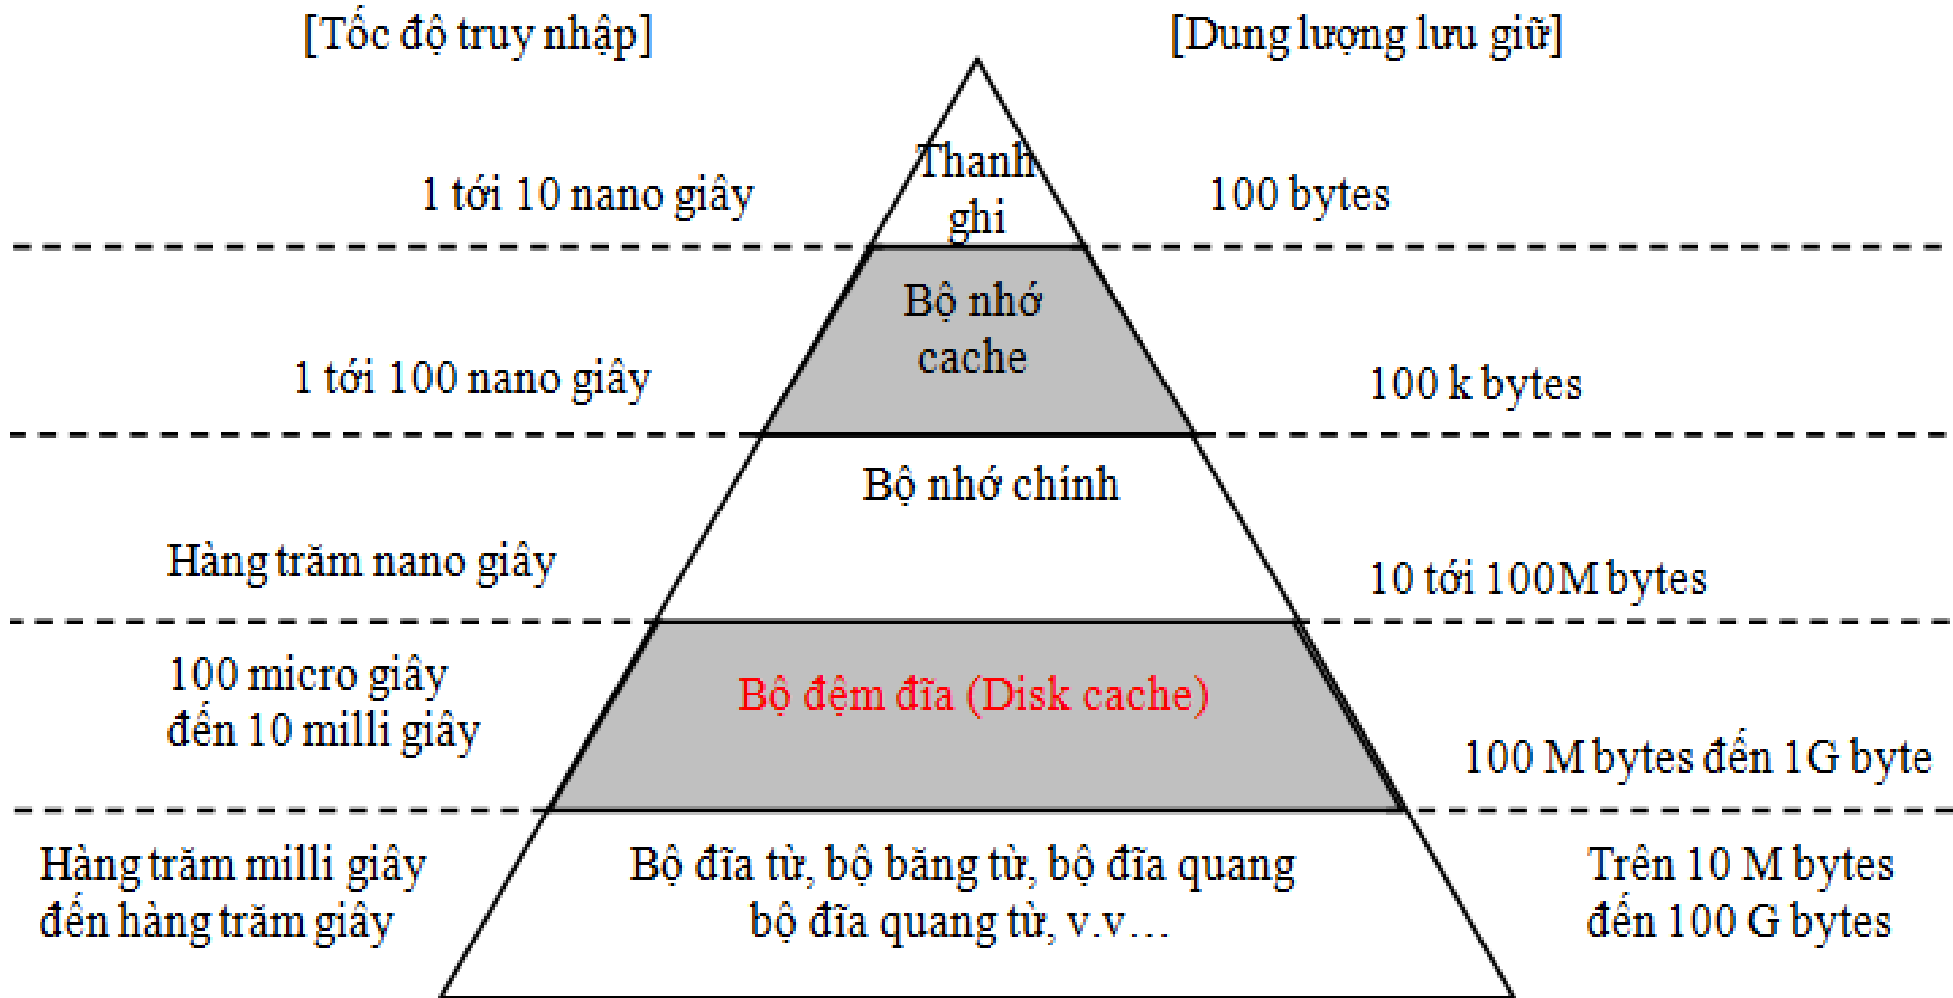 [Tốc độ truy nhập]
[Dung lượng lưu giữ]
Thanh
ghi
1 tới 10 nano giây
100 bytes
Bộ nhớ
cache
1 tới 100 nano giây
100 k bytes
Bộ nhớ chính
Hàng trăm nano giây
10 tới 100M bytes
100 micro giây
đến 10 milli giây
Bộ đệm đĩa (Disk cache)
100 M bytes đến 1G byte
Hàng trăm milli giây
đến hàng trăm giây
Bộ đĩa từ, bộ băng từ, bộ đĩa quang
bộ đĩa quang từ, v.v...
Trên 10 M bytes
đến 100 G bytes